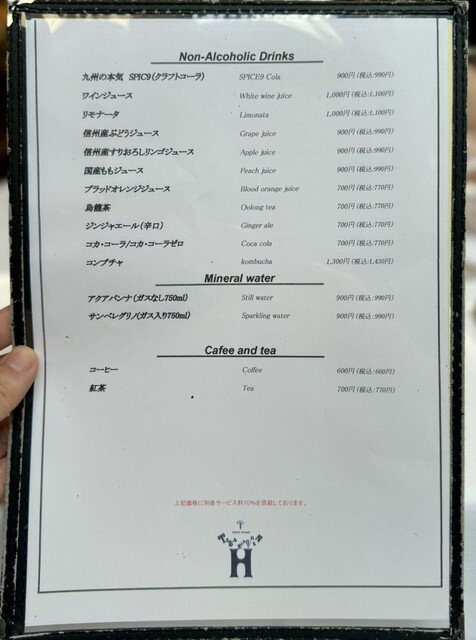 Non-Alcoholic Drinks
九州の本気 SPIC9(クラフトコーラ) SPICE9 Cola 900円(税込:990円)
ワインジュース White wine juice 1,000円(税込:1,100円)
リモナータ Limonata 1,000円(税込:1,100円)
信州産ぶどうジュース Grape juice 900円(税込:990円)
信州産すりおろしリンゴジュース Apple juice 900円(税込:990円)
国産ももジュース Peach juice 900円(税込:990円)
ブラッドオレンジジュース Blood orange juice 700円(税込:770円)
烏龍茶 Oolong tea 700円(税込:770円)
ジンジャエール(辛口) Ginger ale 700円(税込:770円)
コカ・コーラ/コカ・コーラゼロ Coca cola 700円(税込:770円)
コンブチャ kombucha 1,300円(税込:1,430円)
Mineral water
アクアパンナ(ガスなし750ml) Still water 900円(税込:990円)
サンペレグリノ(ガス入り750ml) Sparkling water 900円(税込:990円)
Cafee and tea
コーヒー Coffee 600円(税込:660円)
紅茶 Tea 700円(税込:770円)
上記価格に別途サービス料10%を頂戴しております。
H